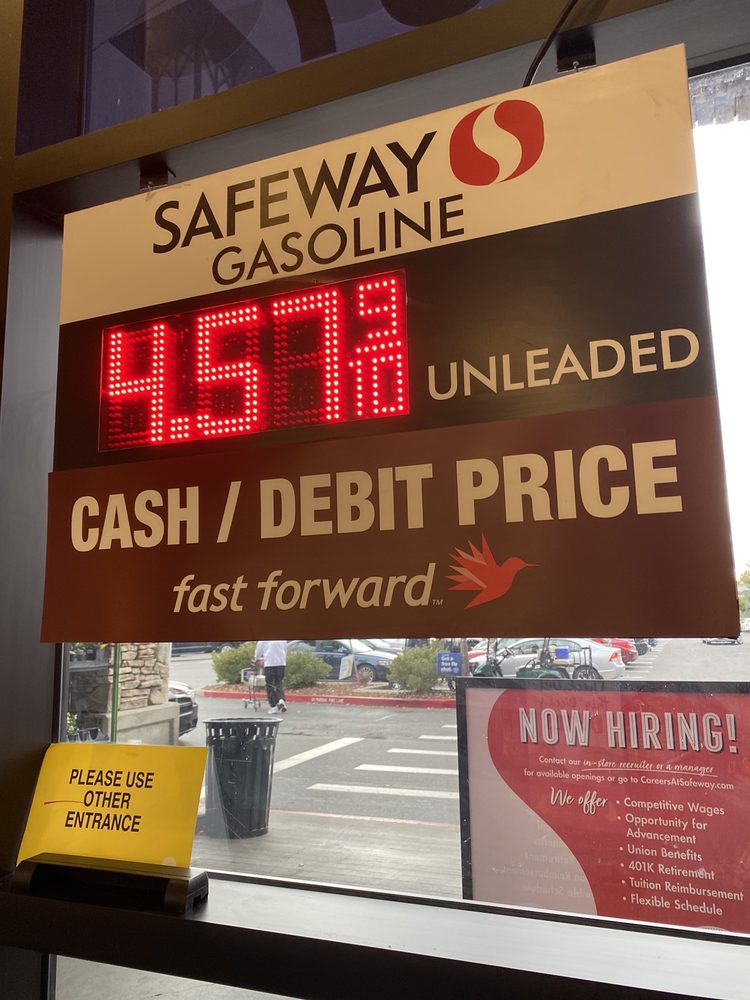 SAFEWAY
GASOLINE
4.57 9/10
UNLEADED
CASH / DEBIT PRICE
fast forward™
PLEASE USE
OTHER
ENTRANCE
NOW HIRING!
Contact our in-store recruiter or a manager
for available openings or go to CareersAtSafeway.com
We offer
• Competitive Wages
• Opportunity for
Advancement
• Union Benefits
• 401K Retirement
• Tuition Reimbursement
• Flexible Schedule